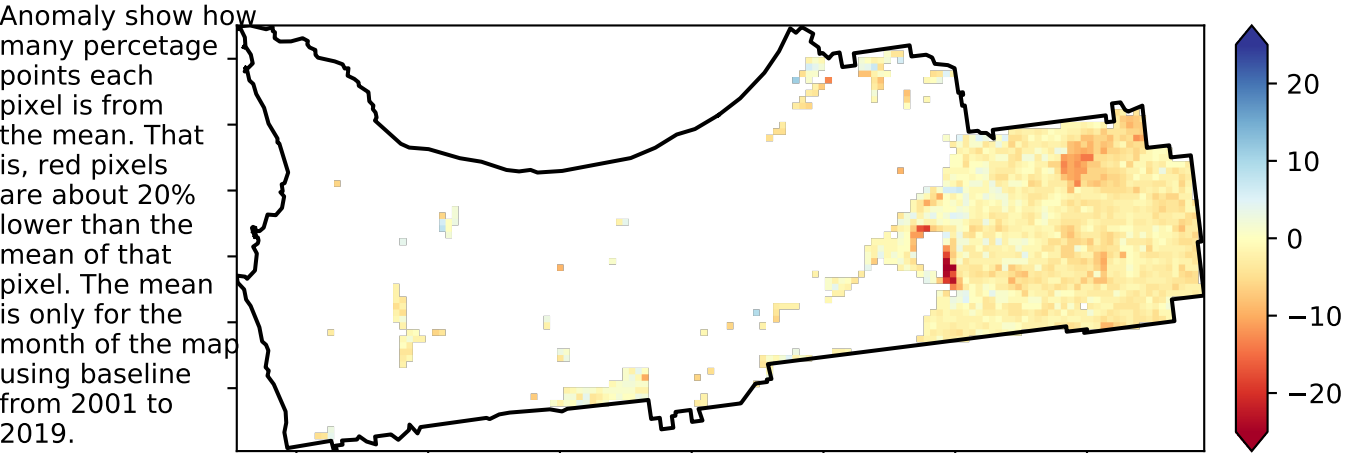 Anomaly show how
many percetage
points each
pixel is from
the mean. That
is, red pixels
are about 20%
lower than the
mean of that
pixel. The mean
is only for the
month of the map
using baseline
from 2001 to
2019.
20
10
0
−10
−20